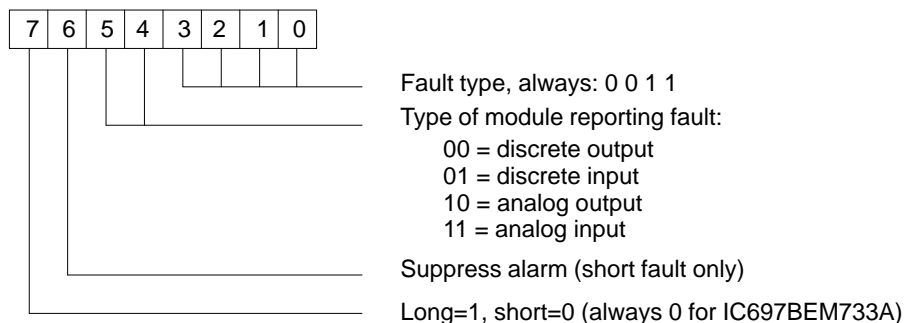 7 6 5 4 3 2 1 0
Fault type, always: 0 0 1 1
Type of module reporting fault:
00 = discrete output
01 = discrete input
10 = analog output
11 = analog input
Suppress alarm (short fault only)
Long=1, short=0 (always 0 for IC697BEM733A)